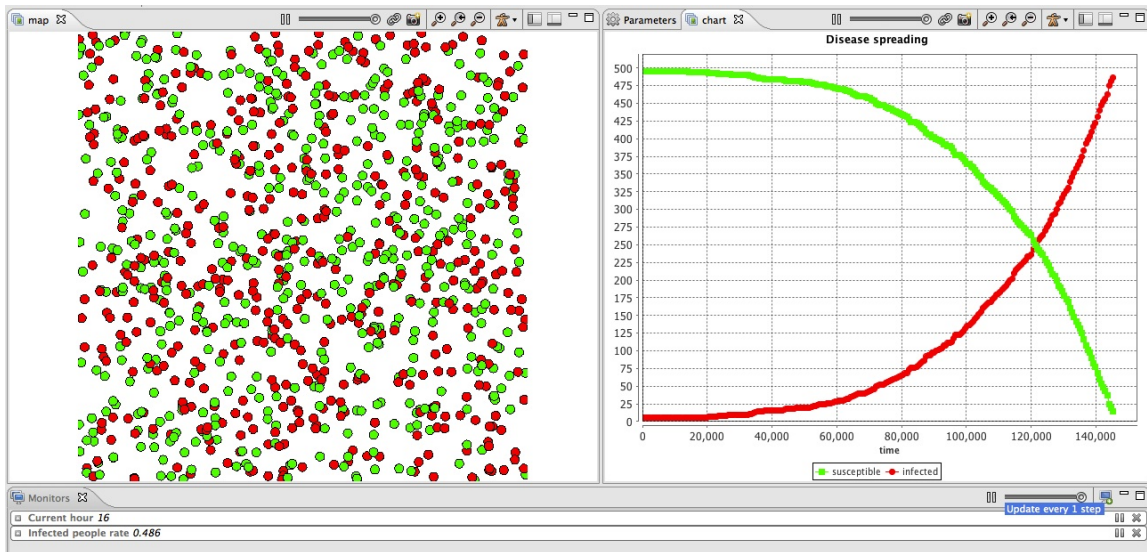 map
Parameters chart
Disease spreading
500
475
450
425
400
375
350
325
300
275
250
225
200
175
150
125
100
75
50
25
0 20,000 40,000 60,000 80,000 100,000 120,000 140,000
time
susceptible infected
Monitors
Update every 1 step
Current hour 16
Infected people rate 0.486